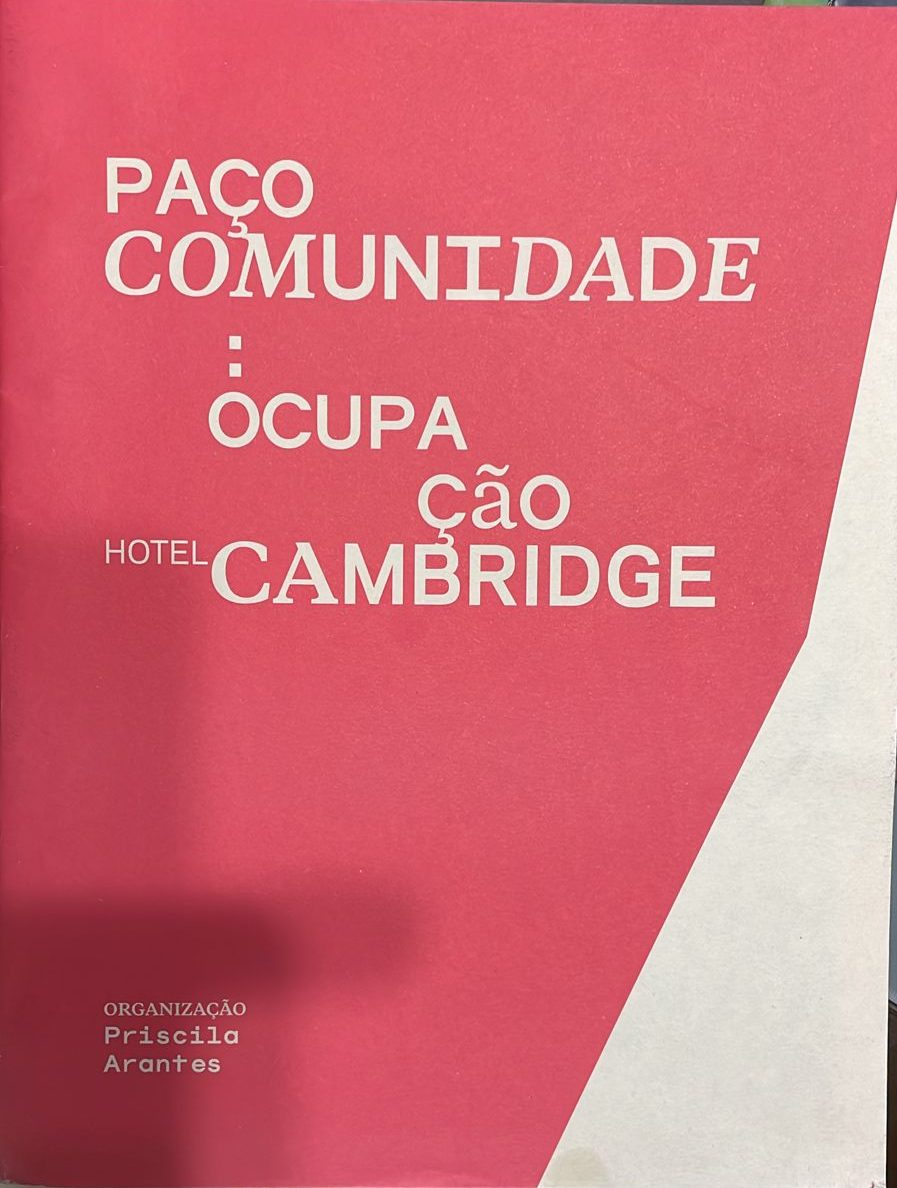 PAÇO
COMUNIDADE
:
OCUPA
ÇãO
HOTEL CAMBRIDGE
ORGANIZAÇÃO
Priscila
Arantes